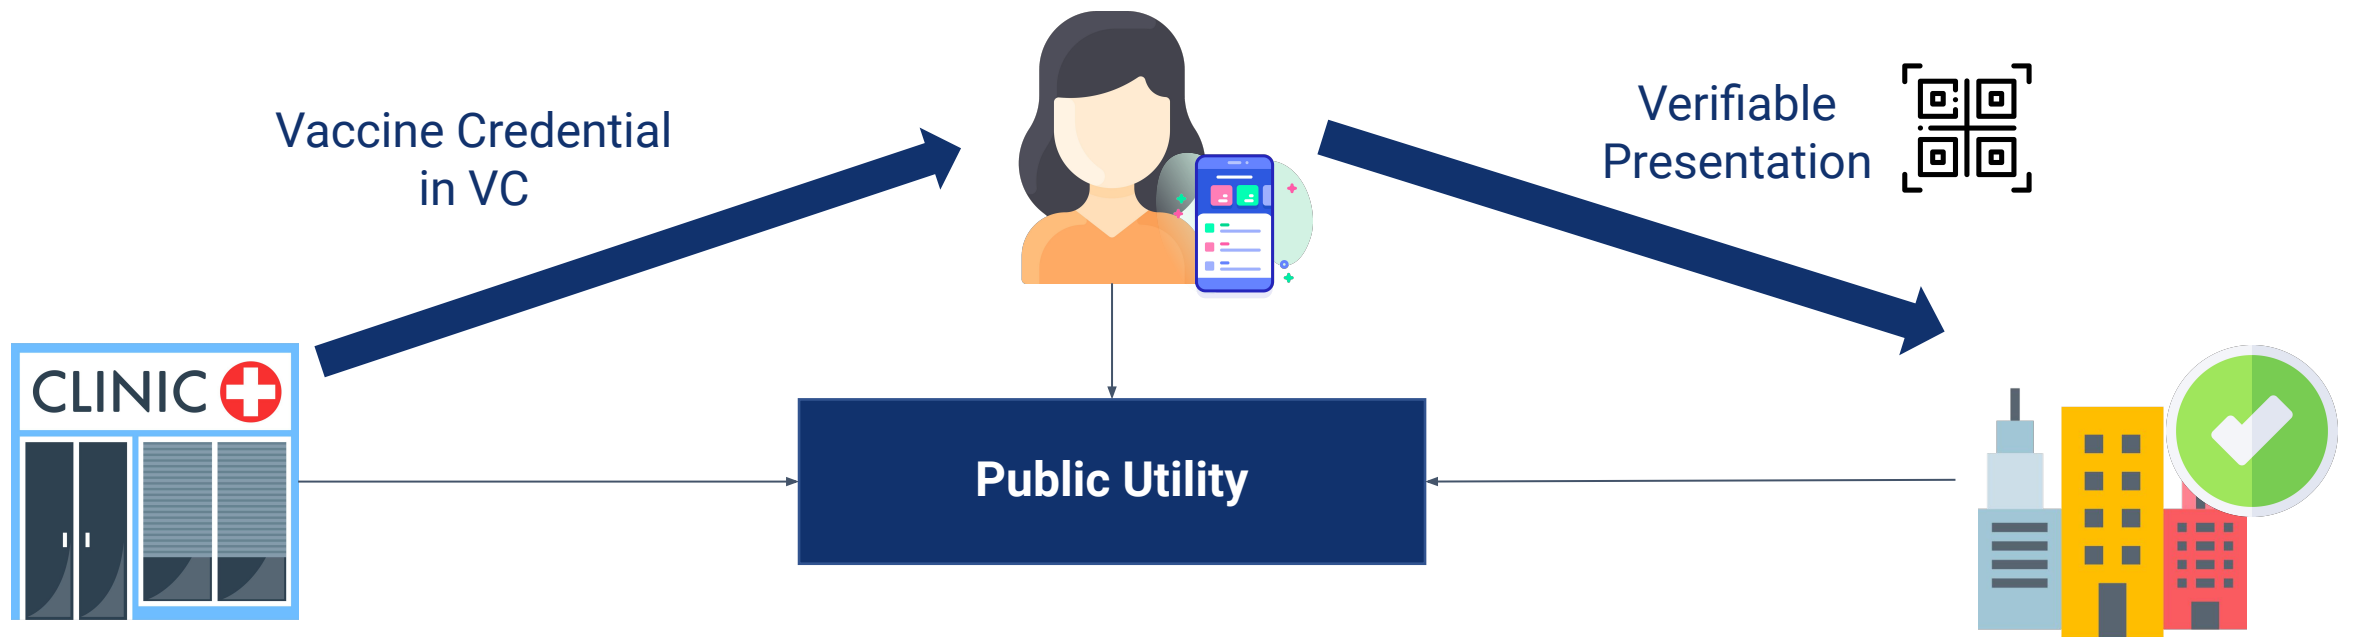 Vaccine Credential
in VC
Verifiable
Presentation
CLINIC
Public Utility